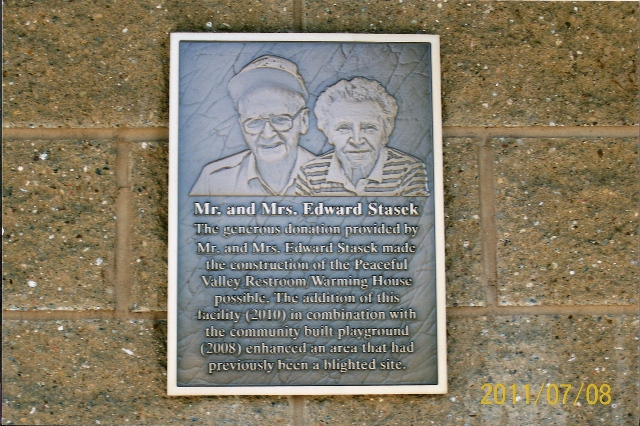 Mr. and Mrs. Edward Stasek
The generous donation provided by
Mr. and Mrs. Edward Stasek made
the construction of the Peaceful
Valley Restroom Warming House
possible. The addition of this
facility (2010) in combination with
the community built playground
(2008) enhanced an area that had
previously been a blighted site.
2011/07/08